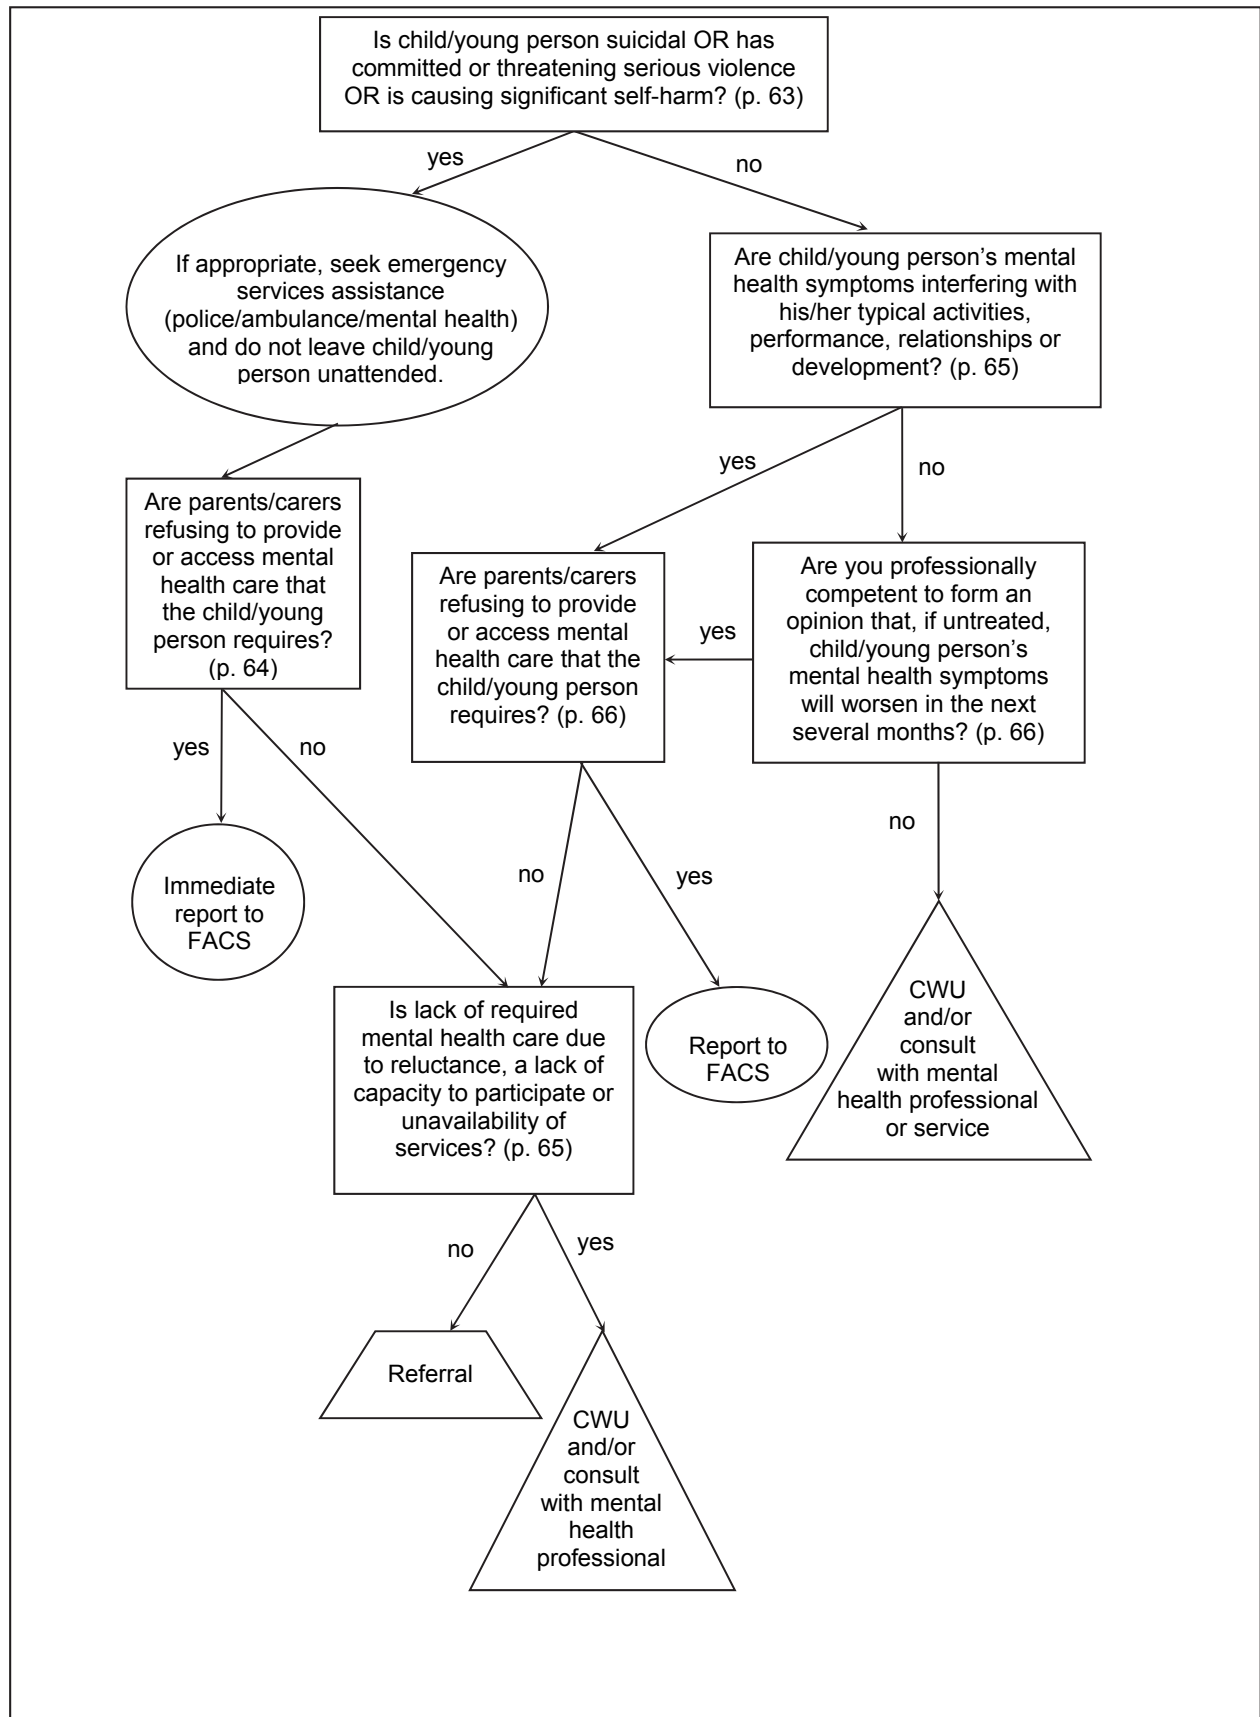 Is child/young person suicidal OR has
committed or threatening serious violence
OR is causing significant self-harm? (p. 63)
yes
no
If appropriate, seek emergency
services assistance
(police/ambulance/mental health)
and do not leave child/young
person unattended.
Are child/young person’s mental
health symptoms interfering with
his/her typical activities,
performance, relationships or
development? (p. 65)
yes
no
Are parents/carers
refusing to provide
or access mental
health care that
the child/young
person requires?
(p. 64)
Are parents/carers
refusing to provide
or access mental
health care that the
child/young person
requires? (p. 66)
yes
Are you professionally
competent to form an
opinion that, if untreated,
child/young person’s
mental health symptoms
will worsen in the next
several months? (p. 66)
yes
no
no
yes
no
Immediate
report to
FACS
Is lack of required
mental health care due
to reluctance, a lack of
capacity to participate or
unavailability of
services? (p. 65)
Report to
FACS
CWU
and/or
consult
with mental
health professional
or service
no
yes
Referral
CWU
and/or
consult
with mental
health
professional